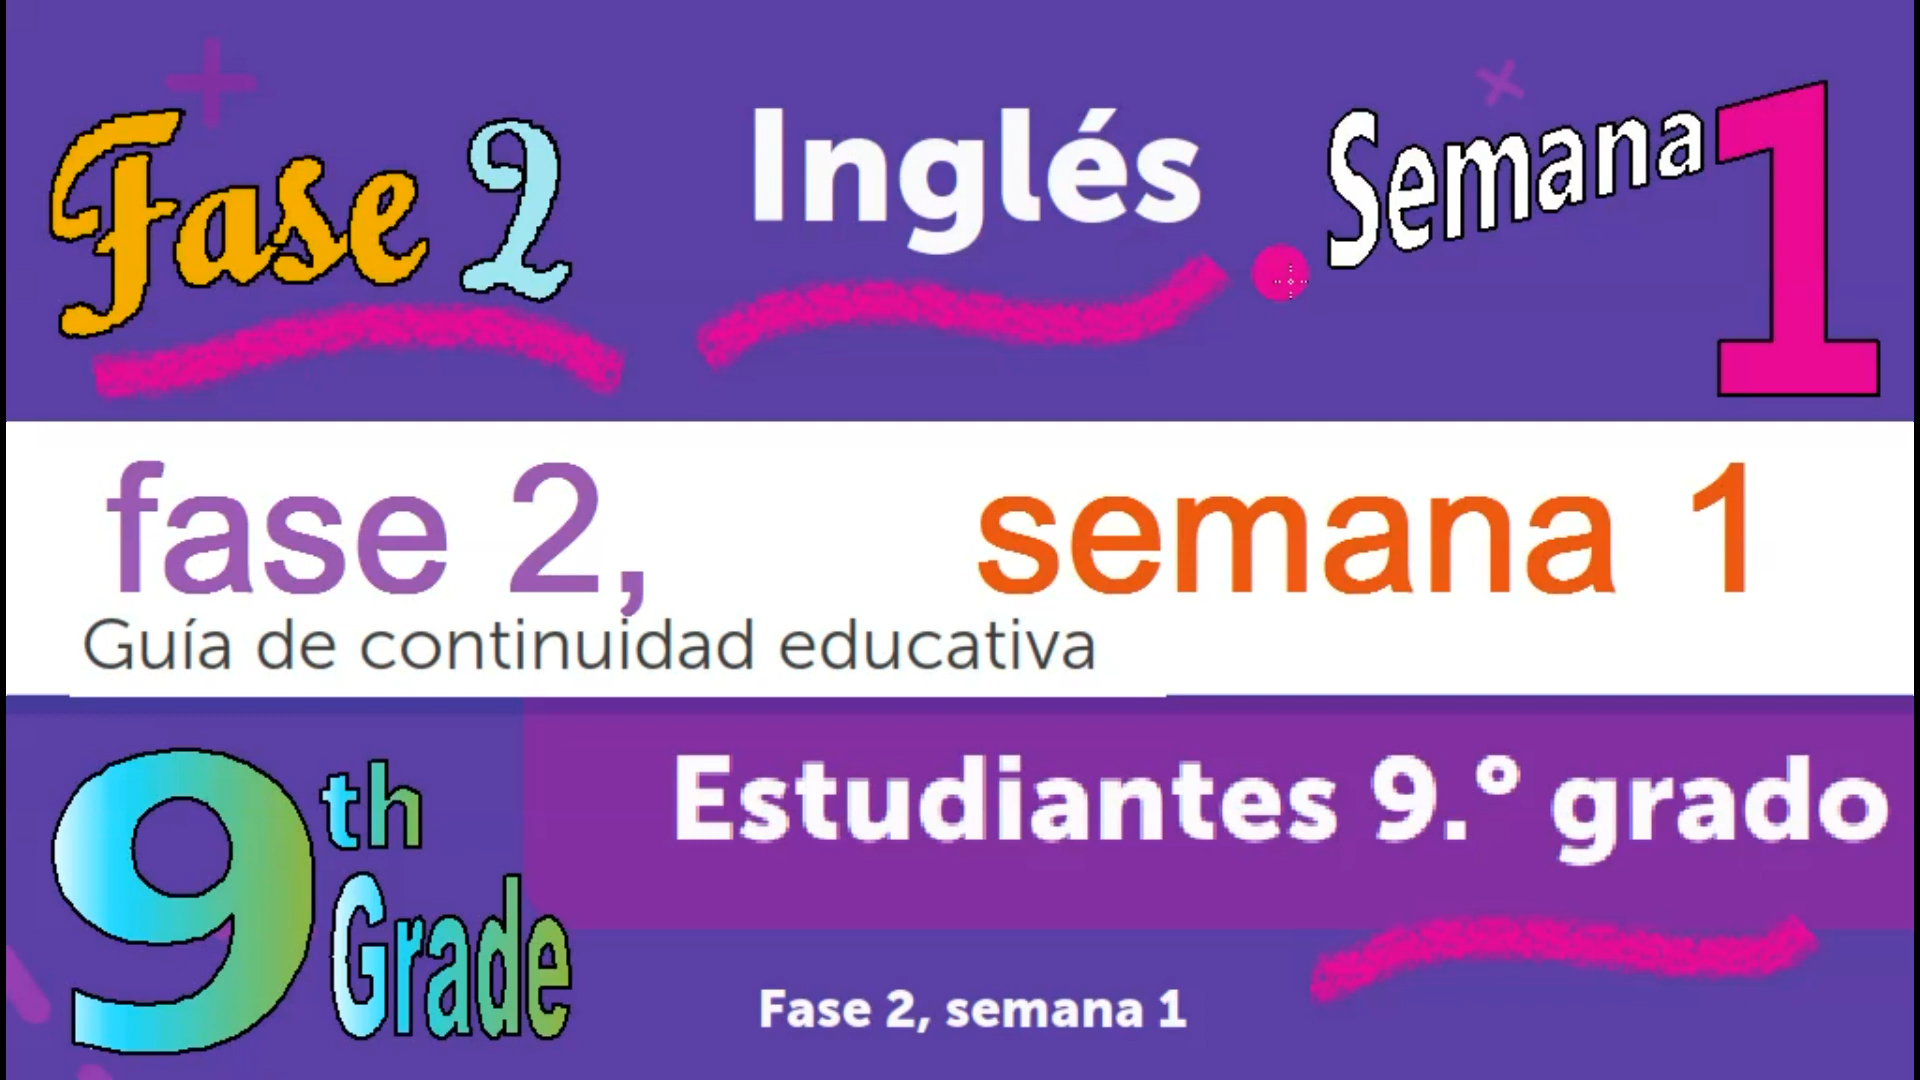 Fase 2 Inglés Semana 1
fase 2, semana 1
Guía de continuidad educativa
9th Grade
Estudiantes 9.º grado
Fase 2, semana 1